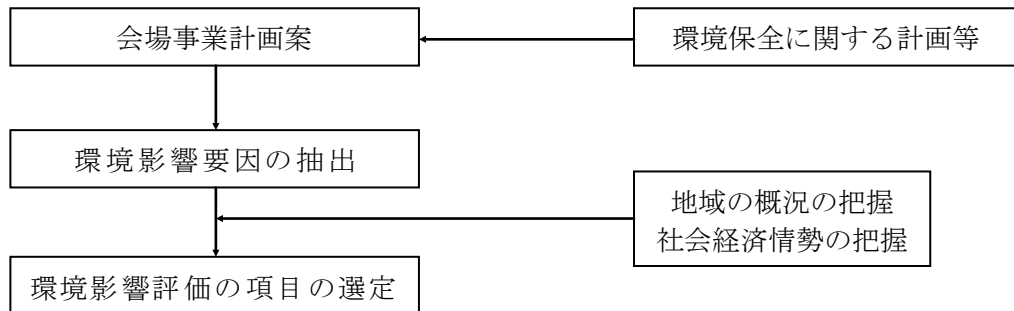 会場事業計画案
環境保全に関する計画等
環境影響要因の抽出
地域の概況の把握
社会経済情勢の把握
環境影響評価の項目の選定